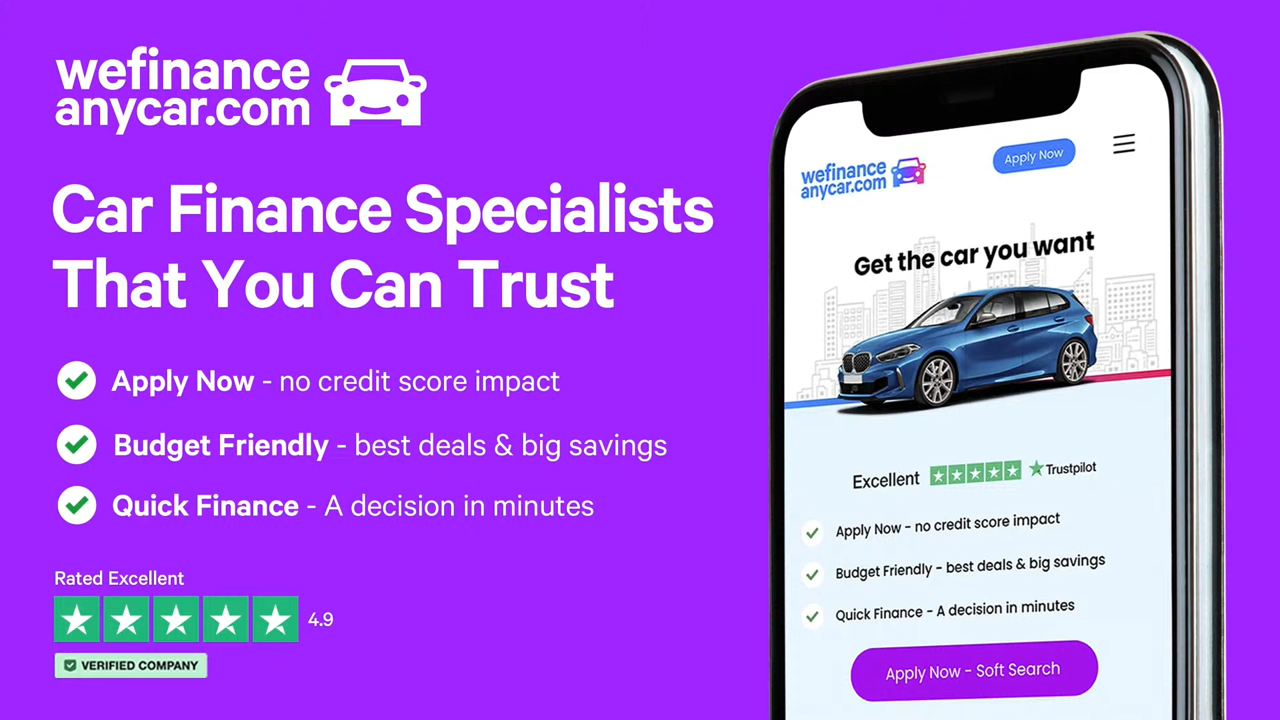 wefinance
anycar.com
Car Finance Specialists
That You Can Trust
Apply Now - no credit score impact
Budget Friendly - best deals & big savings
Quick Finance - A decision in minutes
Rated Excellent
4.9
VERIFIED COMPANY
wefinance
anycar.com
Apply Now
Get the car you want
Excellent Trustpilot
Apply Now - no credit score impact
Budget Friendly - best deals & big savings
Quick Finance - A decision in minutes
Apply Now - Soft Search